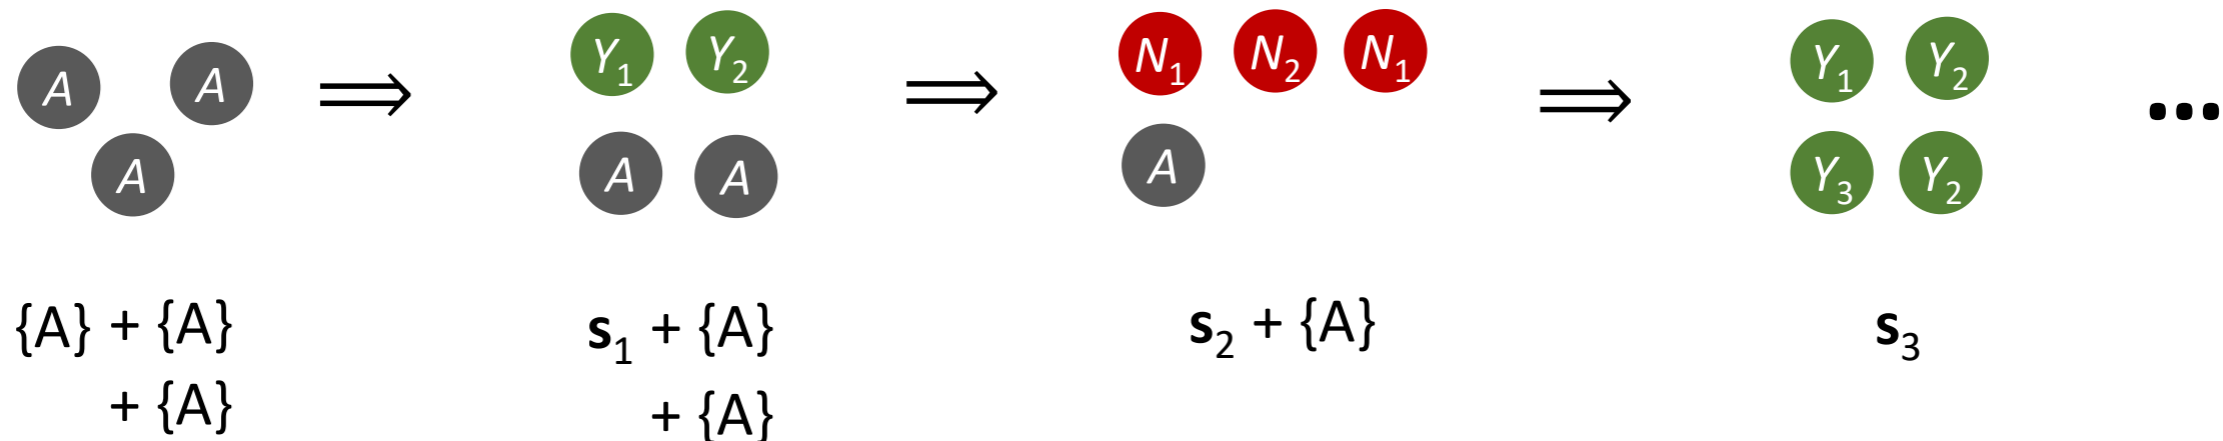 A A ⟹ Y₁ Y₂ ⟹ N₁ N₂ N₁ ⟹ Y₁ Y₂ ...
A A A A Y₃ Y₂
{A} + {A} s₁ + {A} s₂ + {A} s₃
+ {A} + {A}